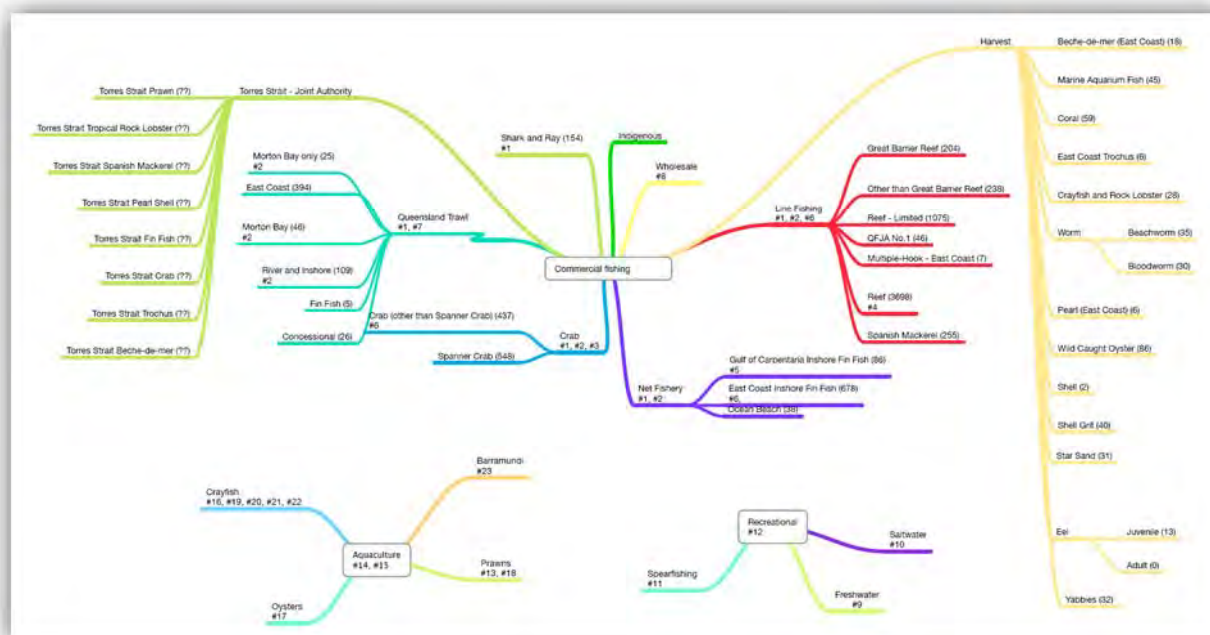 Harvest
Beche-de-mer (East Coast) (18)
Marine Aquarium Fish (45)
Coral (59)
East Coast Trochus (6)
Crayfish and Rock Lobster (28)
Worm
Beachworm (35)
Bloodworm (30)
Pearl (East Coast) (6)
Wild Caught Oyster (86)
Shell (2)
Shell Grit (40)
Star Sand (31)
Eel
Juvenile (13)
Adult (0)
Yabbies (32)
Torres Strait - Joint Authority
Torres Strait Prawn (??)
Torres Strait Tropical Rock Lobster (??)
Torres Strait Spanish Mackerel (??)
Torres Strait Pearl Shell (??)
Torres Strait Fin Fish (??)
Torres Strait Crab (??)
Torres Strait Trochus (??)
Torres Strait Beche-de-mer (??)
Shark and Ray (154)
#1
Indigenous
Wholesale
#8
Morton Bay only (25)
#2
East Coast (394)
Morton Bay (46)
#2
River and Inshore (109)
#2
Fin Fish (5)
Concessional (26)
Queensland Trawl
#1, #7
Commercial fishing
Line Fishing
#1, #2, #6
Great Barrier Reef (204)
Other than Great Barrier Reef (238)
Reef - Limited (1075)
QFJA No.1 (46)
Multiple-Hook - East Coast (7)
Reef (3698)
#4
Spanish Mackerel (255)
Crab (other than Spanner Crab) (437)
#6
Spanner Crab (548)
Crab
#1, #2, #3
Net Fishery
#1, #2
Gulf of Carpentaria Inshore Fin Fish (86)
#5
East Coast Inshore Fin Fish (678)
#6,
Ocean Beach (38)
Barramundi
#23
Crayfish
#16, #19, #20, #21, #22
Aquaculture
#14, #15
Prawns
#13, #18
Oysters
#17
Recreational
#12
Saltwater
#10
Spearfishing
#11
Freshwater
#9